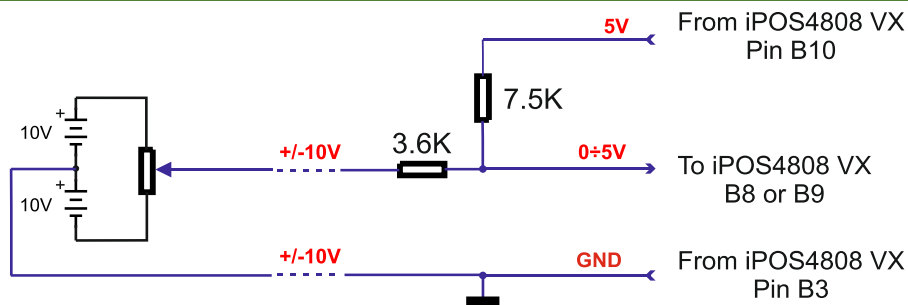 5V
From iPOS4808 VX
Pin B10
7.5K
+
10V
+/-10V
3.6K
0÷5V
To iPOS4808 VX
B8 or B9
+
10V
+/-10V
GND
From iPOS4808 VX
Pin B3